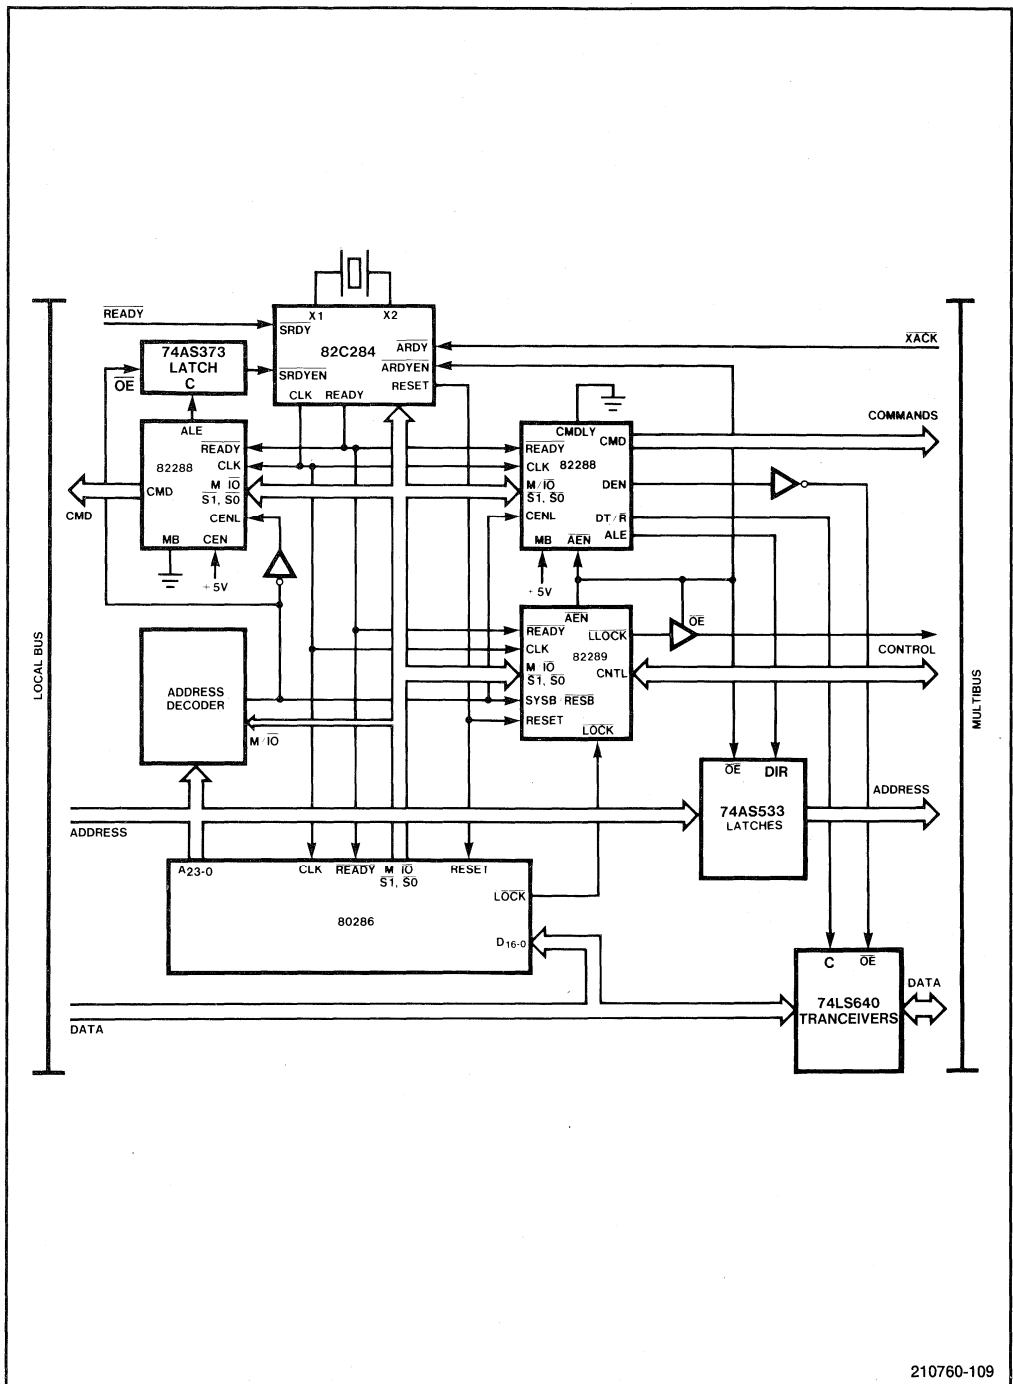 READY
X1
X2
SRDY
82C284
ARDY
XACK
74AS373
LATCH
C
OE
SRDYEN
ARDYEN
RESET
CLK
READY
ALE
82288
READY
CLK
M IO
S1, S0
CENL
CMD
MB
CEN
CMD
+5V
CMDLY
CMD
READY
CLK
82288
M/IO
S1, S0
DEN
CENL
DT/R
ALE
MB
AEN
+5V
COMMANDS
AEN
READY
LLOCK
OE
CLK
82289
M IO
S1, S0
CNTL
SYSB/RESB
RESET
LOCK
CONTROL
LOCAL BUS
MULTIBUS
ADDRESS
DECODER
M/IO
OE
DIR
74AS533
LATCHES
ADDRESS
ADDRESS
A23-0
CLK
READY
M IO
S1, S0
RESET
LOCK
80286
D16-0
C
OE
74LS640
TRANCEIVERS
DATA
DATA
210760-109